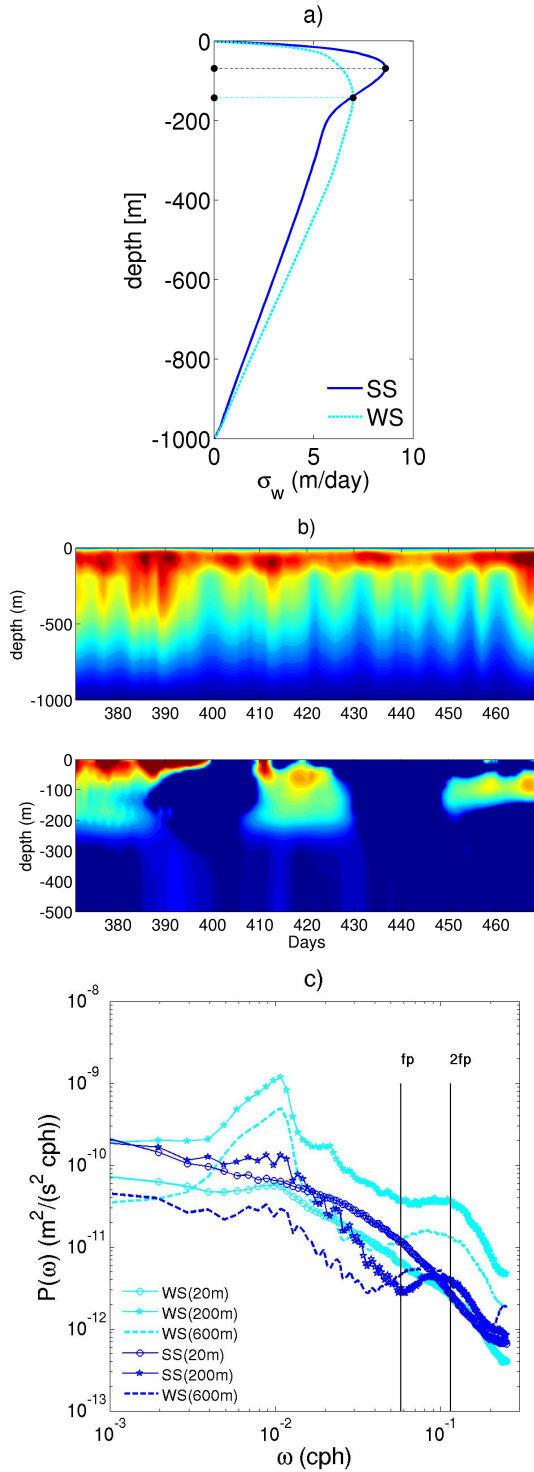 a)
0
-200
-400
-600
-800
-1000
depth [m]
SS
WS
0 5 10
σw (m/day)
b)
0
-500
-1000
depth (m)
380 390 400 410 420 430 440 450 460
0
-100
-200
-300
-400
-500
depth (m)
380 390 400 410 420 430 440 450 460
Days
c)
10^-8
10^-9
10^-10
10^-11
10^-12
10^-13
P(ω) (m²/(s² cph))
fp 2fp
WS(20m)
WS(200m)
WS(600m)
SS(20m)
SS(200m)
WS(600m)
10^-3 10^-2 10^-1
ω (cph)